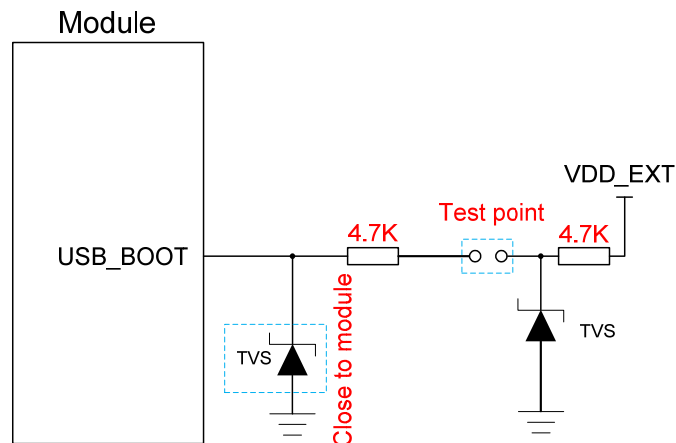 Module
VDD_EXT
Test point
4.7K
4.7K
USB_BOOT
TVS
Close to module
TVS